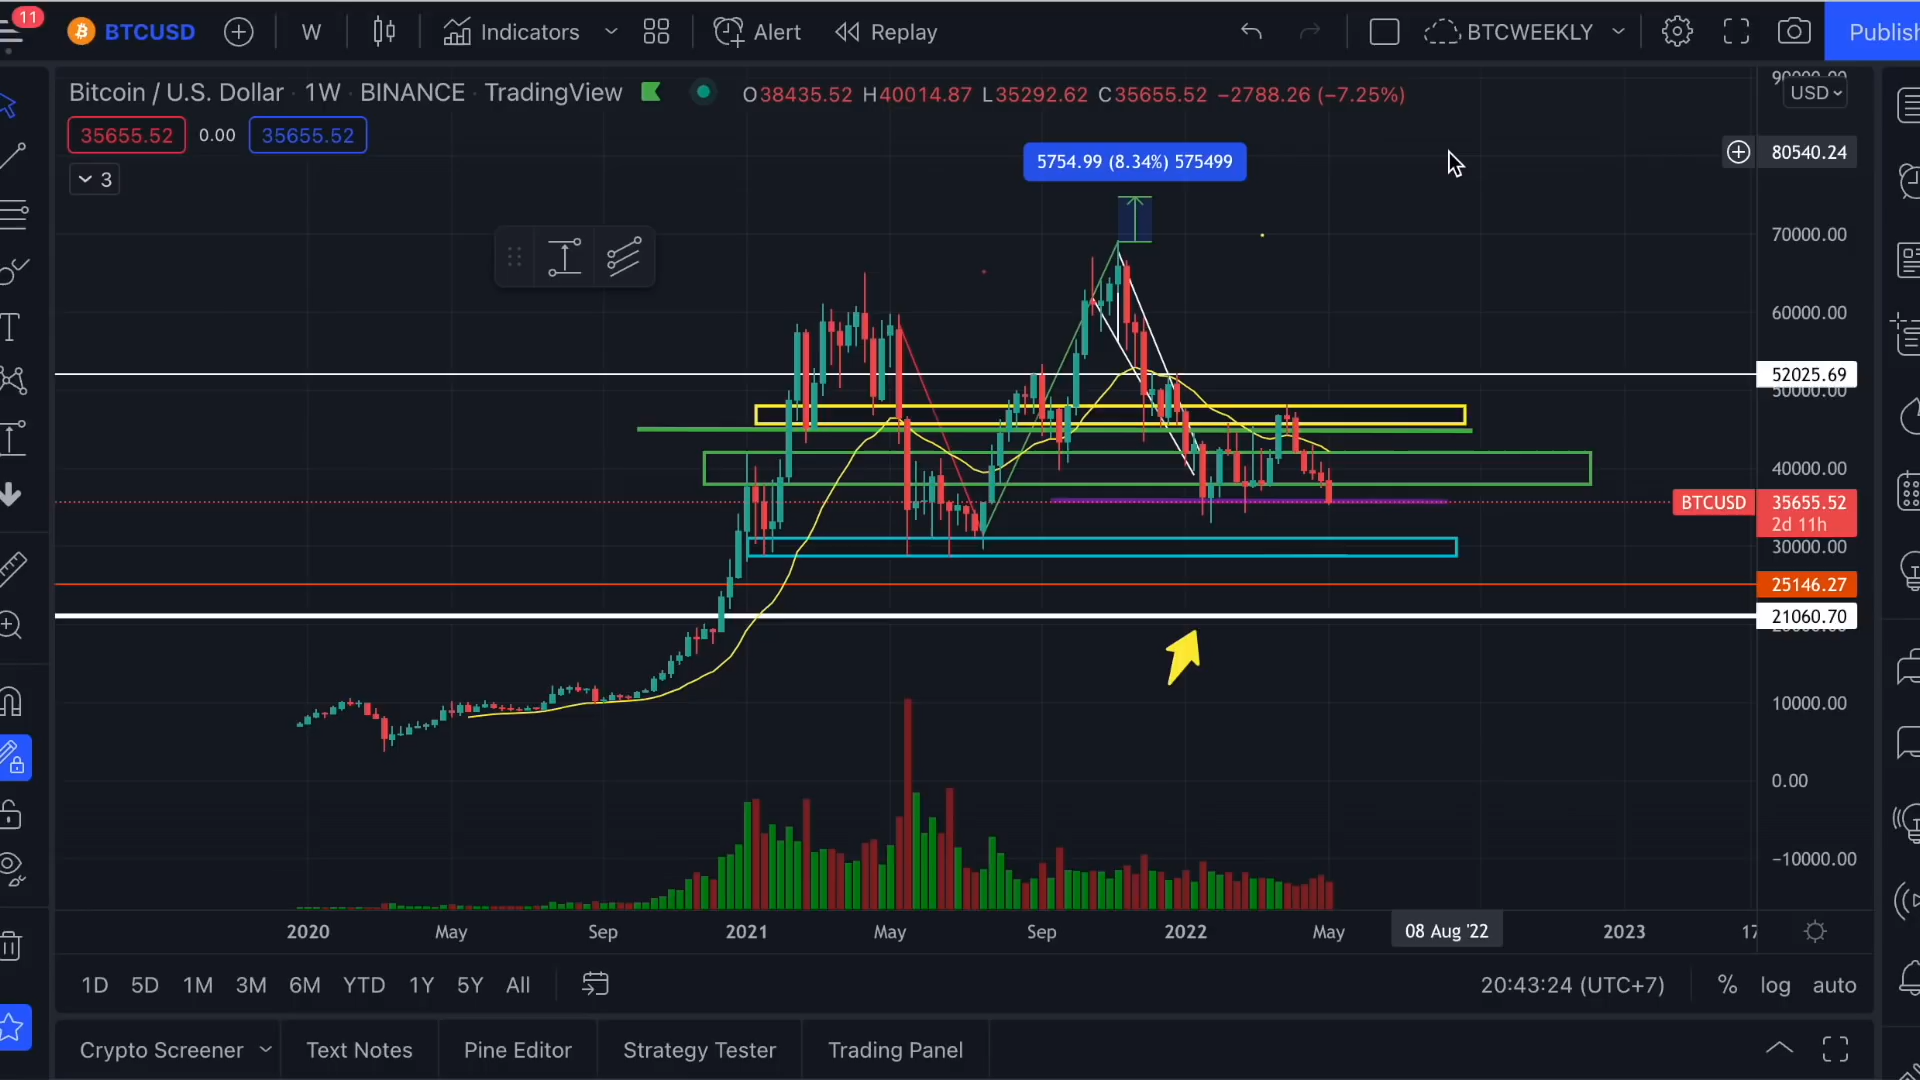 11
BTCUSD W Indicators Alert Replay BTCWEEKLY Publish
Bitcoin / U.S. Dollar · 1W · BINANCE · TradingView O38435.52 H40014.87 L35292.62 C35655.52 −2788.26 (−7.25%)
90000.00
USD
35655.52 0.00 35655.52
3
5754.99 (8.34%) 575499
80540.24
70000.00
60000.00
52025.69
50000.00
40000.00
BTCUSD 35655.52
2d 11h
30000.00
25146.27
21060.70
10000.00
0.00
−10000.00
2020 May Sep 2021 May Sep 2022 May 08 Aug '22 2023 17
1D 5D 1M 3M 6M YTD 1Y 5Y All 20:43:24 (UTC+7) % log auto
Crypto Screener Text Notes Pine Editor Strategy Tester Trading Panel